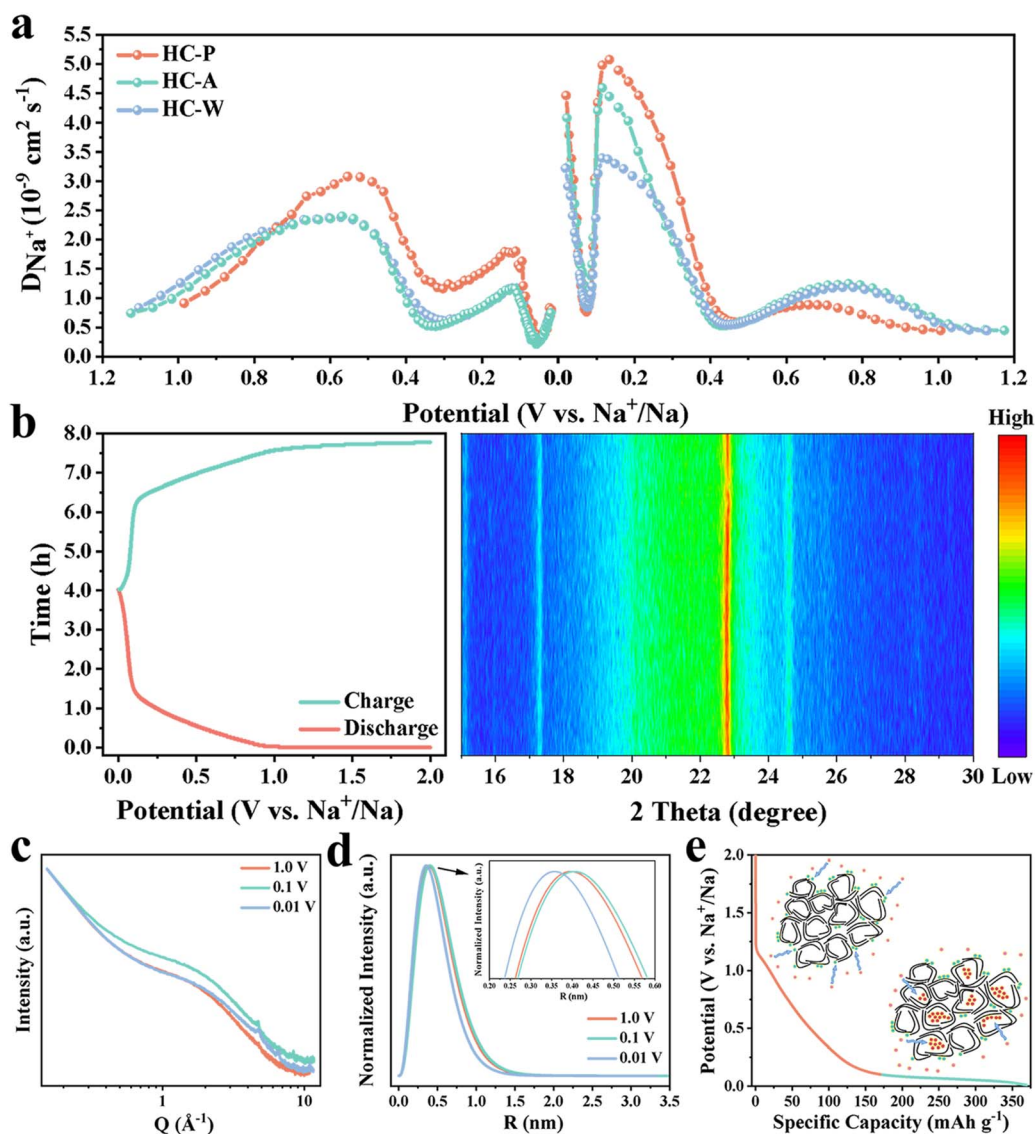 a
HC-P
HC-A
HC-W
D_Na⁺ (10⁻⁹ cm² s⁻¹)
5.5
5.0
4.5
4.0
3.5
3.0
2.5
2.0
1.5
1.0
0.5
0.0
1.2 1.0 0.8 0.6 0.4 0.2 0.0 0.2 0.4 0.6 0.8 1.0 1.2
Potential (V vs. Na⁺/Na)
b
Time (h)
8.0
7.0
6.0
5.0
4.0
3.0
2.0
1.0
0.0
Charge
Discharge
0.0 0.5 1.0 1.5 2.0
Potential (V vs. Na⁺/Na)
16 18 20 22 24 26 28 30
2 Theta (degree)
High
Low
c
Intensity (a.u.)
1.0 V
0.1 V
0.01 V
1 10
Q (Å⁻¹)
d
Normalized Intensity (a.u.)
Normalized Intensity (a.u.)
0.20 0.25 0.30 0.35 0.40 0.45 0.50 0.55 0.60
R (nm)
1.0 V
0.1 V
0.01 V
0.0 0.5 1.0 1.5 2.0 2.5 3.0 3.5
R (nm)
e
Potential (V vs. Na⁺/Na)
2.0
1.5
1.0
0.5
0.0
0 50 100 150 200 250 300 350
Specific Capacity (mAh g⁻¹)